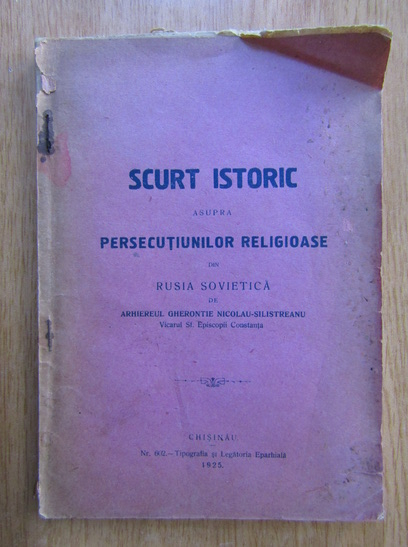 SCURT ISTORIC
ASUPRA
PERSECUȚIUNILOR RELIGIOASE
DIN
RUSIA SOVIETICĂ
DE
ARHIEREUL GHERONTIE NICOLAU-SILISTREANU
Vicarul Sf. Episcopii Constanța
CHIȘINĂU
Nr. 602.—Tipografia și Legătoria Eparhială
1925.